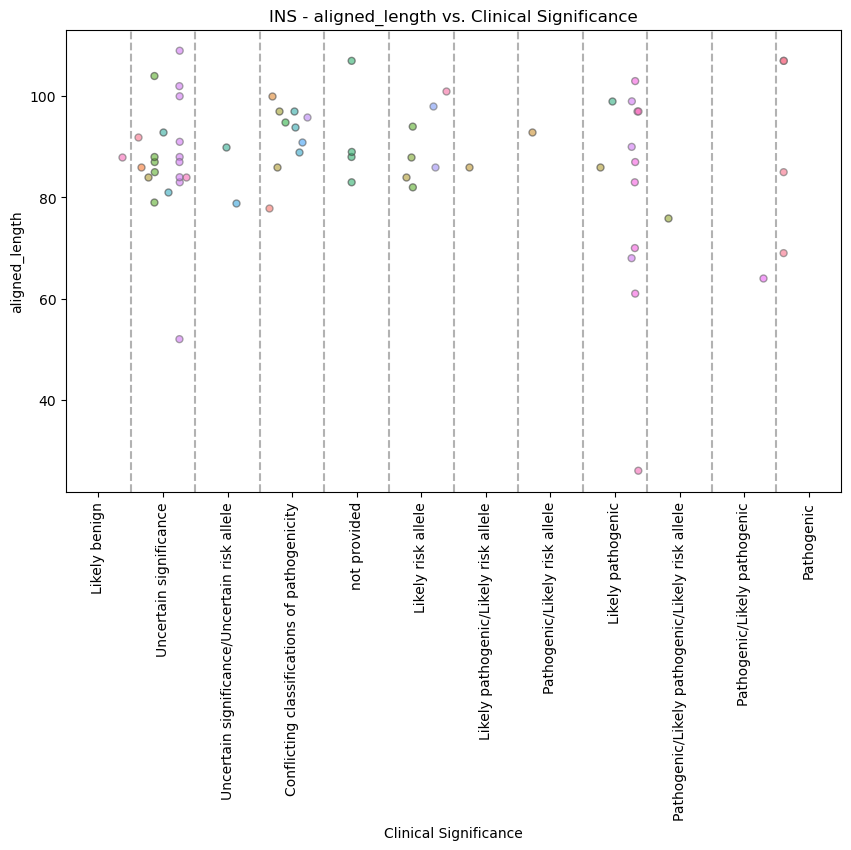 INS - aligned_length vs. Clinical Significance
aligned_length
100
80
60
40
Likely benign
Uncertain significance
Uncertain significance/Uncertain risk allele
Conflicting classifications of pathogenicity
not provided
Likely risk allele
Likely pathogenic/Likely risk allele
Pathogenic/Likely risk allele
Likely pathogenic
Pathogenic/Likely pathogenic/Likely risk allele
Pathogenic/Likely pathogenic
Pathogenic
Clinical Significance